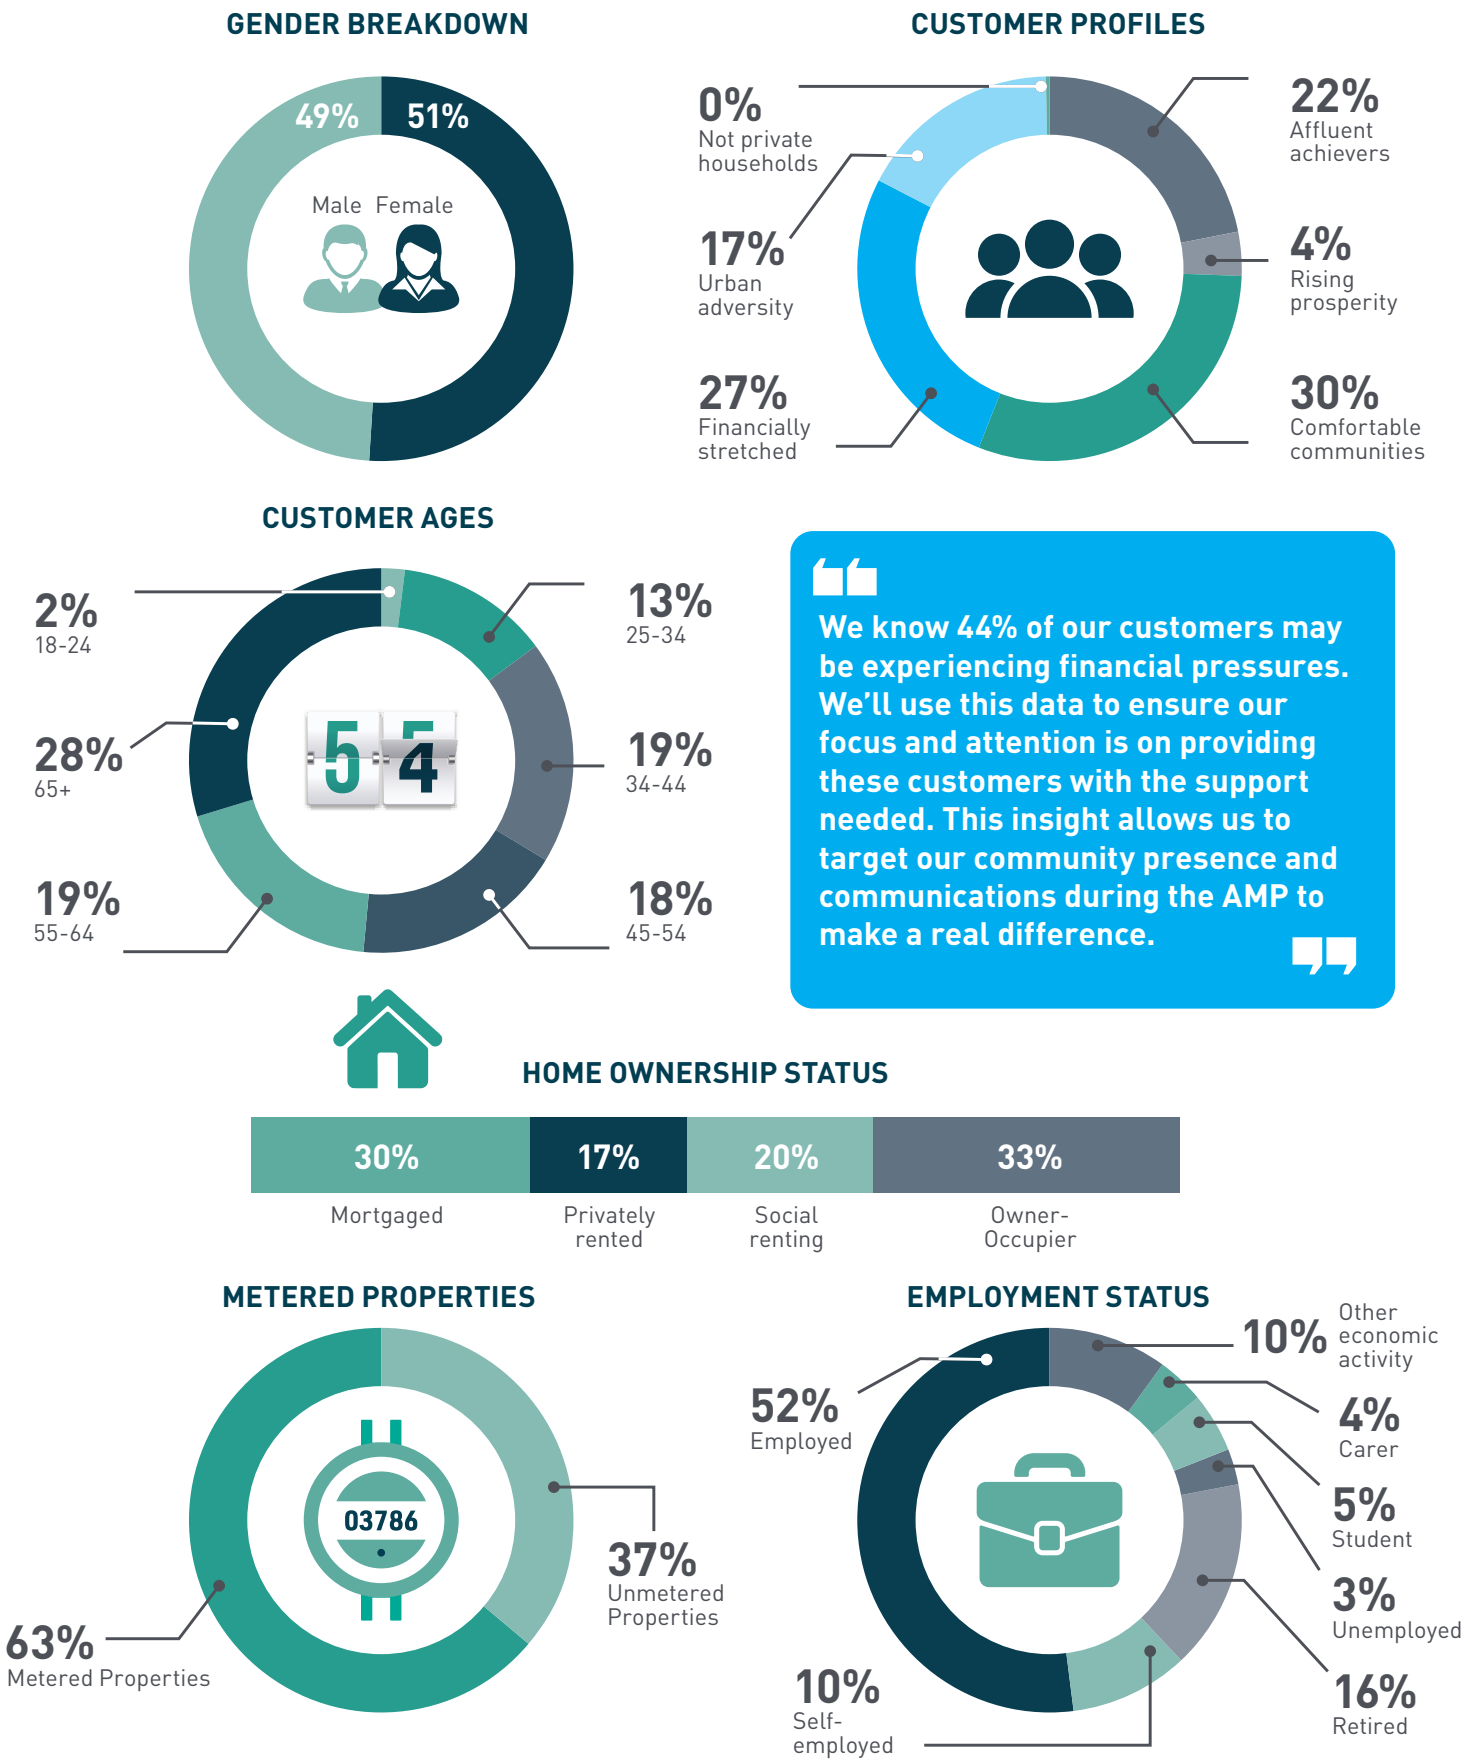 GENDER BREAKDOWN
49%
51%
Male Female
CUSTOMER PROFILES
0%
Not private
households
17%
Urban
adversity
27%
Financially
stretched
22%
Affluent
achievers
4%
Rising
prosperity
30%
Comfortable
communities
CUSTOMER AGES
2%
18-24
28%
65+
19%
55-64
13%
25-34
19%
34-44
18%
45-54
54
“
We know 44% of our customers may
be experiencing financial pressures.
We’ll use this data to ensure our
focus and attention is on providing
these customers with the support
needed. This insight allows us to
target our community presence and
communications during the AMP to
make a real difference.
”
HOME OWNERSHIP STATUS
30%
17%
20%
33%
Mortgaged
Privately
rented
Social
renting
Owner-
Occupier
METERED PROPERTIES
03786
37%
Unmetered
Properties
63%
Metered Properties
EMPLOYMENT STATUS
52%
Employed
10%
Other
economic
activity
4%
Carer
5%
Student
3%
Unemployed
16%
Retired
10%
Self-
employed